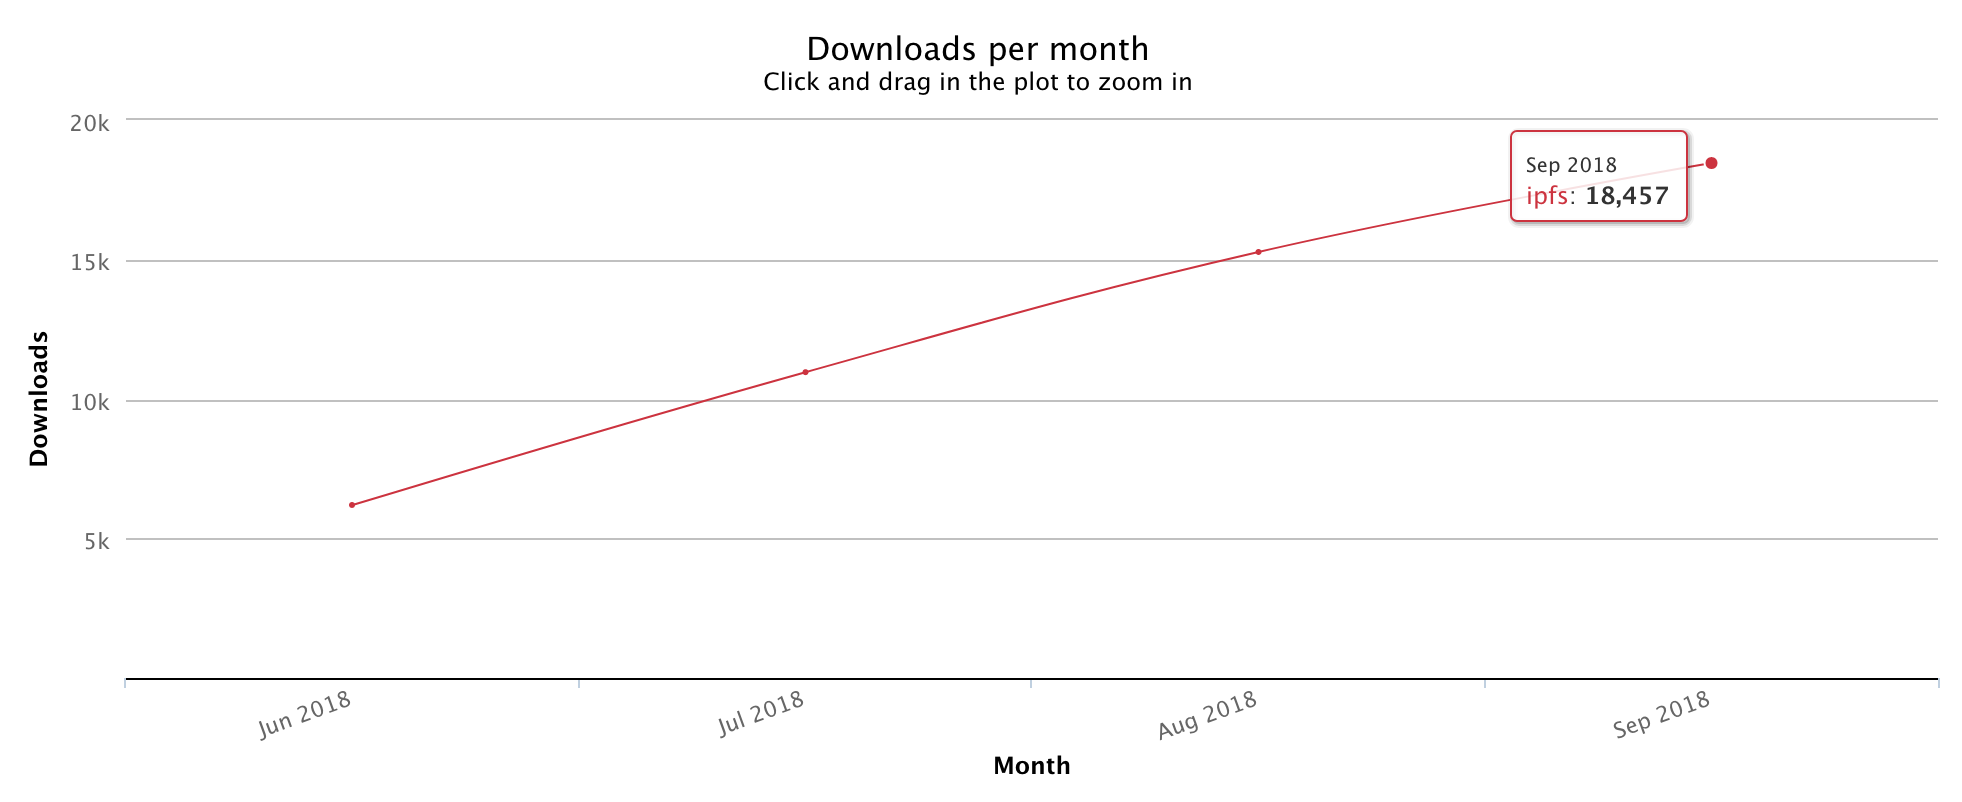 Downloads per month
Click and drag in the plot to zoom in
20k
Sep 2018
ipfs: 18,457
15k
Downloads
10k
5k
Jun 2018
Jul 2018
Aug 2018
Sep 2018
Month